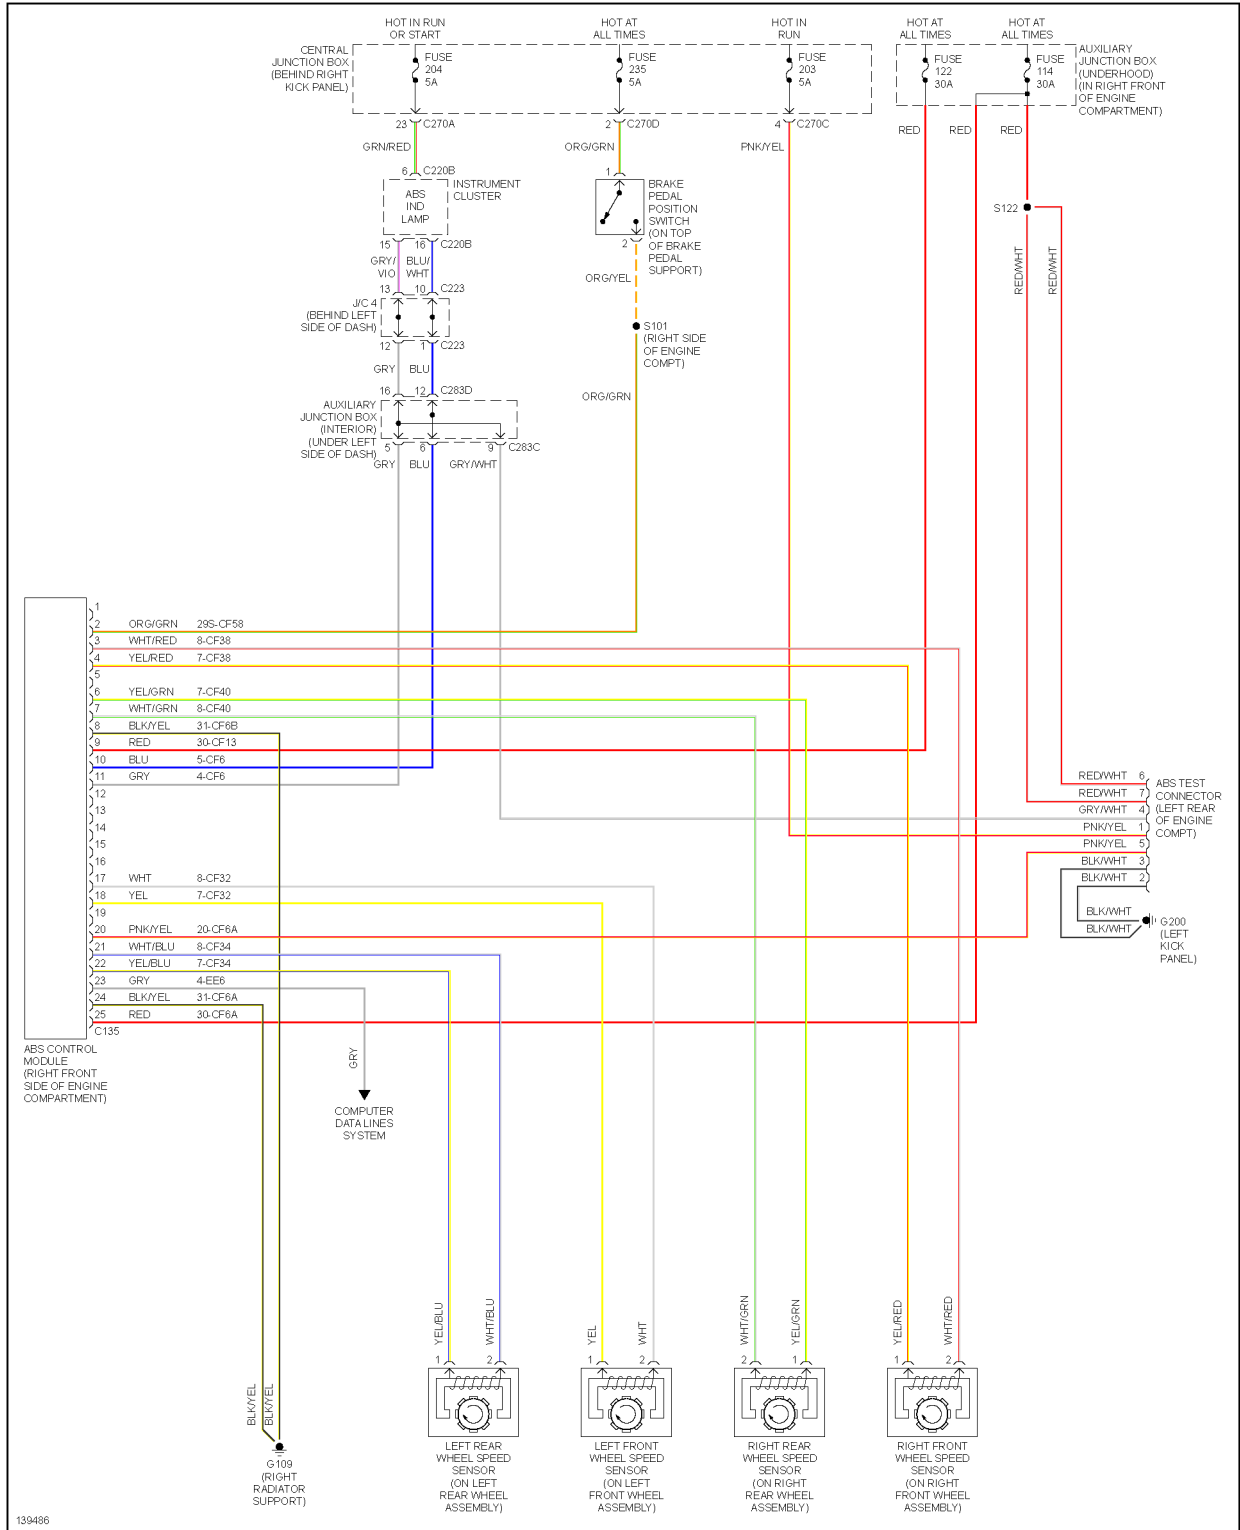 HOT IN RUN
OR START
HOT AT
ALL TIMES
HOT IN
RUN
HOT AT
ALL TIMES
HOT AT
ALL TIMES
CENTRAL
JUNCTION BOX
(BEHIND RIGHT
KICK PANEL)
FUSE
204
5A
FUSE
235
5A
FUSE
203
5A
FUSE
122
30A
FUSE
114
30A
AUXILIARY
JUNCTION BOX
(UNDERHOOD)
(IN RIGHT FRONT
OF ENGINE
COMPARTMENT)
23 C270A
2 C270D
4 C270C
RED
RED
RED
GRN/RED
ORG/GRN
PNK/YEL
6 C220B
ABS
IND
LAMP
INSTRUMENT
CLUSTER
1
BRAKE
PEDAL
POSITION
SWITCH
(ON TOP
OF BRAKE
PEDAL
SUPPORT)
2
S122
15 16 C220B
GRY/
VIO
BLU/
WHT
ORG/YEL
RED/WHT
RED/WHT
13 10 C223
J/C 4
(BEHIND LEFT
SIDE OF DASH)
12 1 C223
S101
(RIGHT SIDE
OF ENGINE
COMPT)
GRY BLU
16 12 C283D
ORG/GRN
AUXILIARY
JUNCTION BOX
(INTERIOR)
(UNDER LEFT
SIDE OF DASH)
5 6 9 C283C
GRY BLU GRY/WHT
1
2 ORG/GRN 29S-CF58
3 WHT/RED 8-CF38
4 YEL/RED 7-CF38
5
6 YEL/GRN 7-CF40
7 WHT/GRN 8-CF40
8 BLK/YEL 31-CF6B
9 RED 30-CF13
10 BLU 5-CF6
11 GRY 4-CF6
12
13
14
15
16
17 WHT 8-CF32
18 YEL 7-CF32
19
20 PNK/YEL 20-CF6A
21 WHT/BLU 8-CF34
22 YEL/BLU 7-CF34
23 GRY 4-EE6
24 BLK/YEL 31-CF6A
25 RED 30-CF6A
C135
ABS CONTROL
MODULE
(RIGHT FRONT
SIDE OF ENGINE
COMPARTMENT)
RED/WHT 6
RED/WHT 7
GRY/WHT 4
PNK/YEL 1
PNK/YEL 5
BLK/WHT 3
BLK/WHT 2
ABS TEST
CONNECTOR
(LEFT REAR
OF ENGINE
COMPT)
BLK/WHT
BLK/WHT
G200
(LEFT
KICK
PANEL)
GRY
COMPUTER
DATA LINES
SYSTEM
YEL/BLU
WHT/BLU
YEL
WHT
WHT/GRN
YEL/GRN
YEL/RED
WHT/RED
1 2
1 2
2 1
1 2
BLK/YEL
BLK/YEL
G109
(RIGHT
RADIATOR
SUPPORT)
LEFT REAR
WHEEL SPEED
SENSOR
(ON LEFT
REAR WHEEL
ASSEMBLY)
LEFT FRONT
WHEEL SPEED
SENSOR
(ON LEFT
FRONT WHEEL
ASSEMBLY)
RIGHT REAR
WHEEL SPEED
SENSOR
(ON RIGHT
REAR WHEEL
ASSEMBLY)
RIGHT FRONT
WHEEL SPEED
SENSOR
(ON RIGHT
FRONT WHEEL
ASSEMBLY)
139486